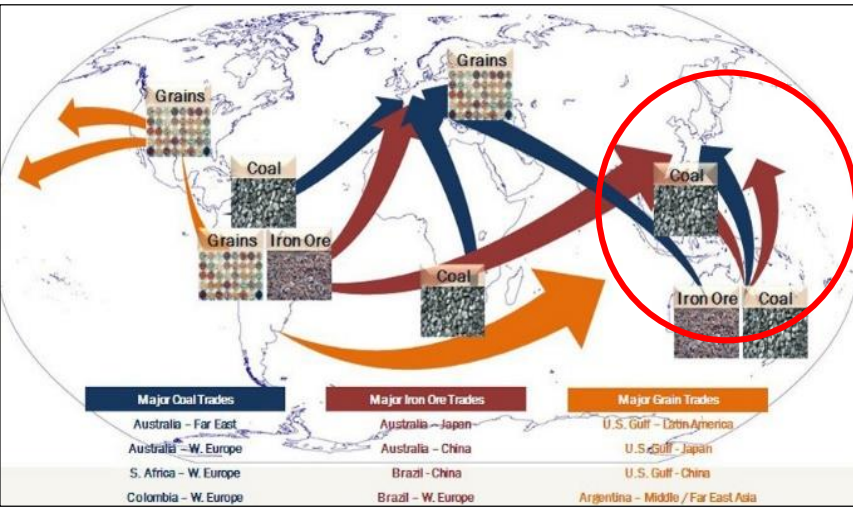 Grains
Grains
Coal
Coal
Grains
Iron Ore
Coal
Iron Ore
Coal
Major Coal Trades
Australia – Far East
Australia – W. Europe
S. Africa – W. Europe
Colombia – W. Europe
Major Iron Ore Trades
Australia – Japan
Australia – China
Brazil - China
Brazil – W. Europe
Major Grain Trades
U.S. Gulf – Latin America
U.S. Gulf - Japan
U.S. Gulf - China
Argentina – Middle / Far East Asia